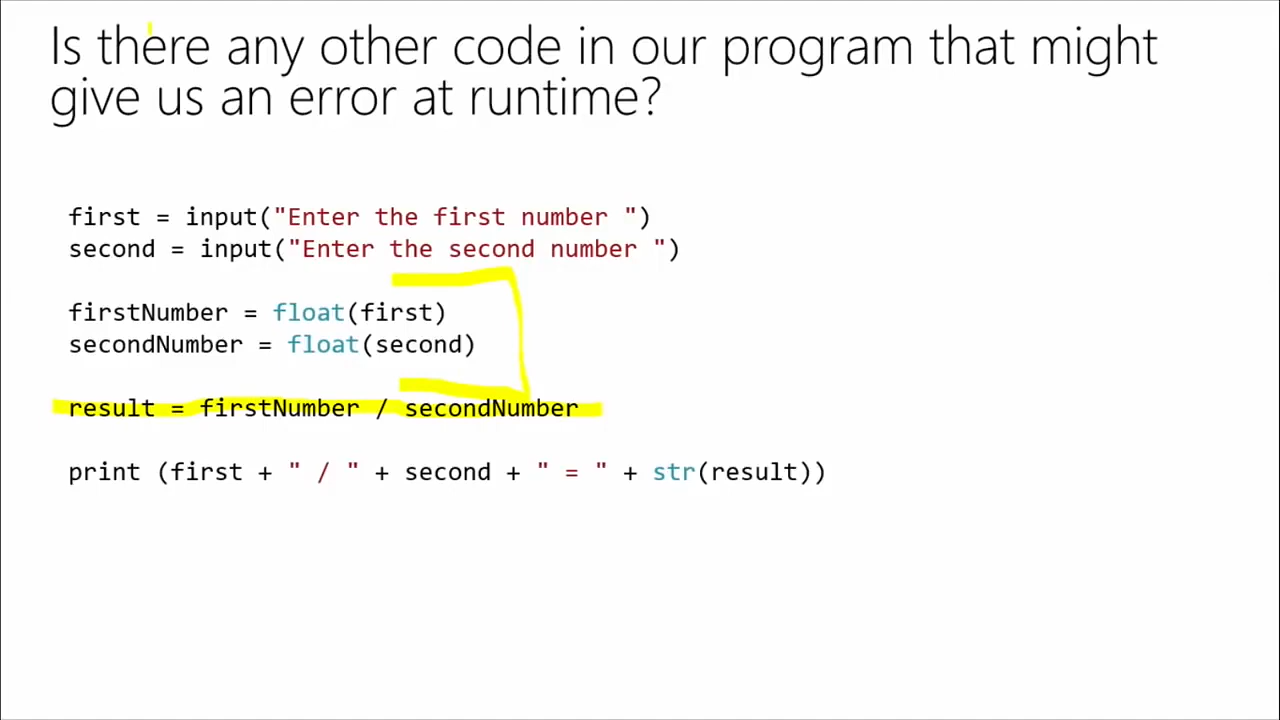 Is there any other code in our program that might
give us an error at runtime?
first = input("Enter the first number ")
second = input("Enter the second number ")
firstNumber = float(first)
secondNumber = float(second)
result = firstNumber / secondNumber
print (first + " / " + second + " = " + str(result))